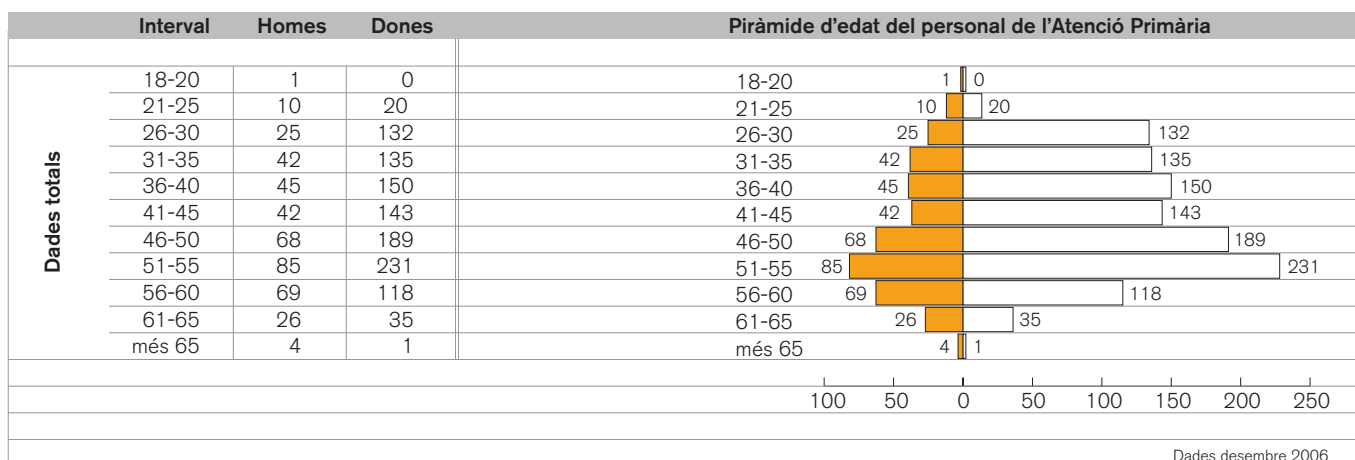 Interval Homes Dones Piràmide d'edat del personal de l'Atenció Primària
Dades totals
18-20 1 0 18-20 1 0
21-25 10 20 21-25 10 20
26-30 25 132 26-30 25 132
31-35 42 135 31-35 42 135
36-40 45 150 36-40 45 150
41-45 42 143 41-45 42 143
46-50 68 189 46-50 68 189
51-55 85 231 51-55 85 231
56-60 69 118 56-60 69 118
61-65 26 35 61-65 26 35
més 65 4 1 més 65 4 1
100 50 0 50 100 150 200 250
Dades desembre 2006